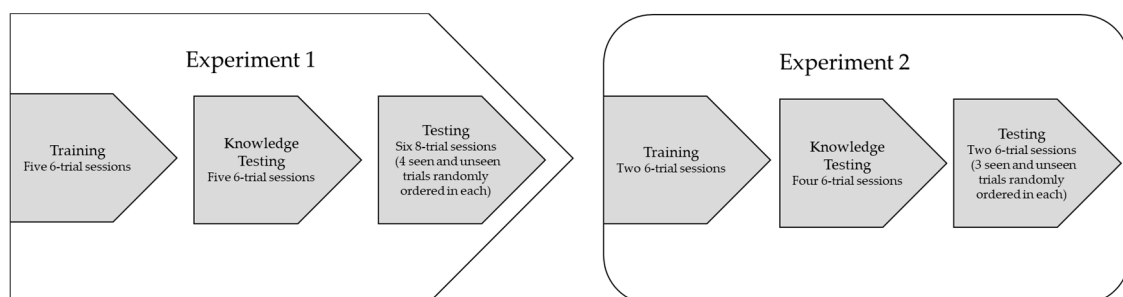 Experiment 1
Training
Five 6-trial sessions
Knowledge
Testing
Five 6-trial sessions
Testing
Six 8-trial sessions
(4 seen and unseen
trials randomly
ordered in each)
Experiment 2
Training
Two 6-trial sessions
Knowledge
Testing
Four 6-trial sessions
Testing
Two 6-trial sessions
(3 seen and unseen
trials randomly
ordered in each)